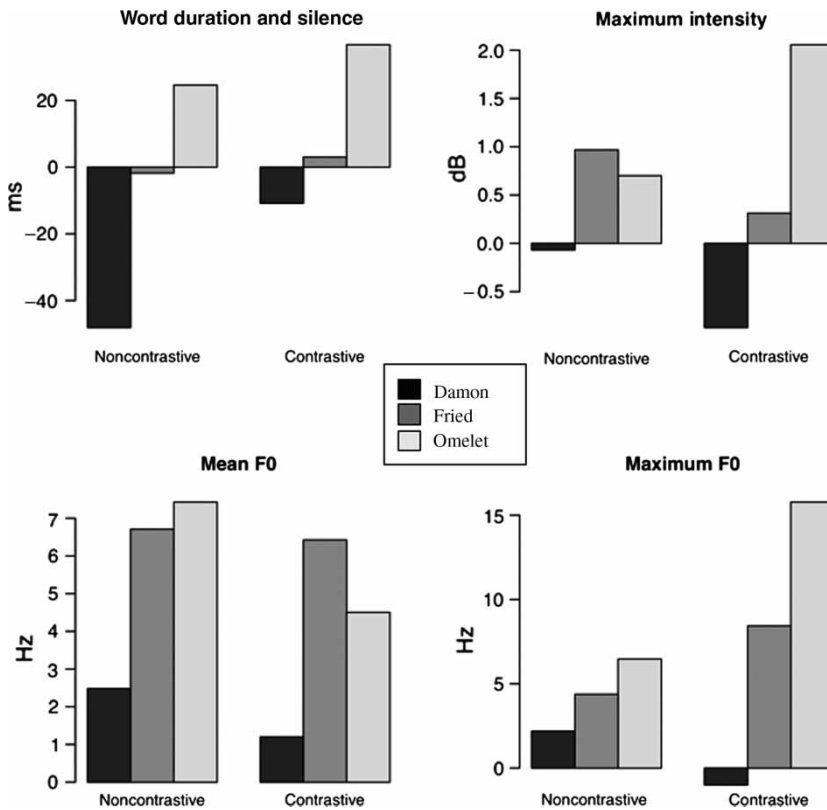 Word duration and silence
20
0
−20
−40
ms
Noncontrastive
Contrastive
Maximum intensity
2.0
1.5
1.0
0.5
0.0
−0.5
dB
Noncontrastive
Contrastive
Damon
Fried
Omelet
Mean F0
7
6
5
4
3
2
1
0
Hz
Noncontrastive
Contrastive
Maximum F0
15
10
5
0
Hz
Noncontrastive
Contrastive